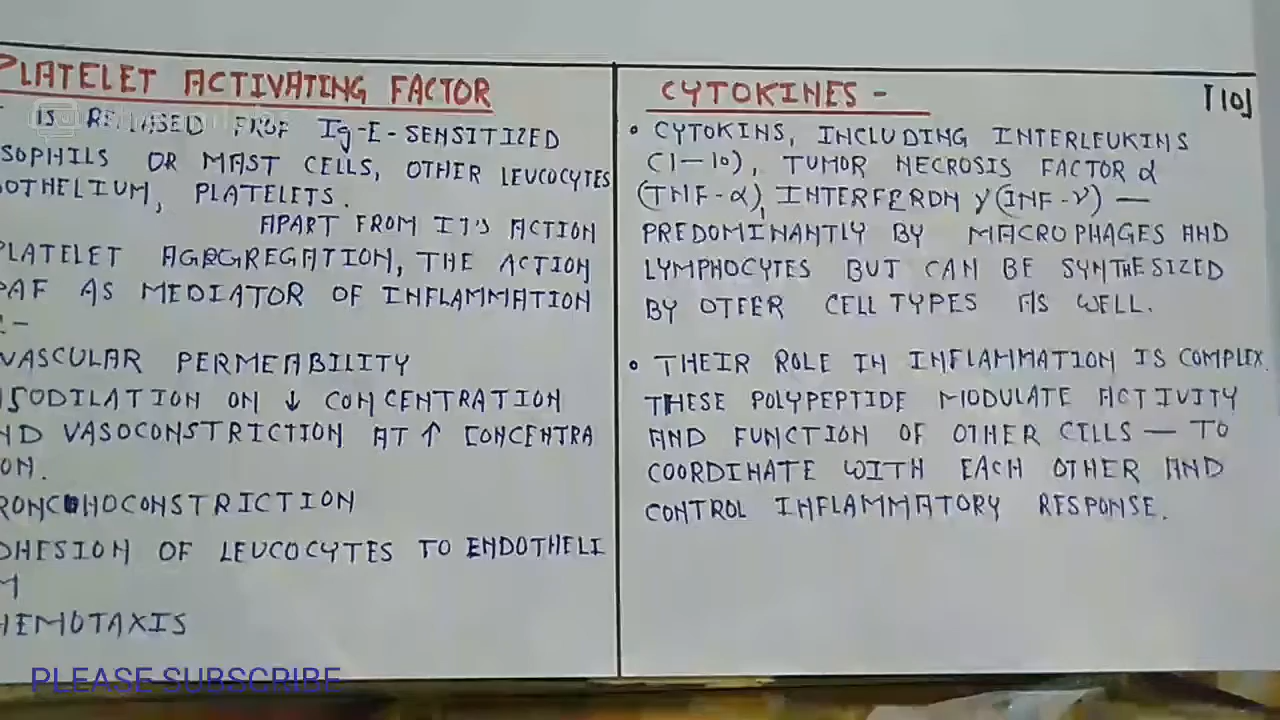 PLATELET ACTIVATING FACTOR
IS RELEASED FROF Ig-E-SENSITIZED
SOPHILS OR MAST CELLS, OTHER LEUCOCYTES
OTHELIUM, PLATELETS.
APART FROM IT'S ACTION
PLATELET AGGREGATION, THE ACTION
PAF AS MEDIATOR OF INFLAMMATION
VASCULAR PERMEABILITY
SODILATION ON ↓ CONCENTRATION
ND VASOCONSTRICTION AT ↑ CONCENTRA
ON.
RONCHOCONSTRICTION
DHESION OF LEUCOCYTES TO ENDOTHELI
M
HEMOTAXIS
CYTOKINES -
[10]
• CYTOKINS, INCLUDING INTERLEUKINS
(1-10), TUMOR NECROSIS FACTOR α
(TNF-α), INTERFERON γ (INF-γ) —
PREDOMINANTLY BY MACROPHAGES AND
LYMPHOCYTES BUT CAN BE SYNTHESIZED
BY OTEER CELL TYPES AS WELL.
• THEIR ROLE IN INFLAMMATION IS COMPLEX.
THESE POLYPEPTIDE MODULATE ACTIVITY
AND FUNCTION OF OTHER CELLS — TO
COORDINATE WITH EACH OTHER AND
CONTROL INFLAMMATORY RESPONSE.
PLEASE SUBSCRIBE